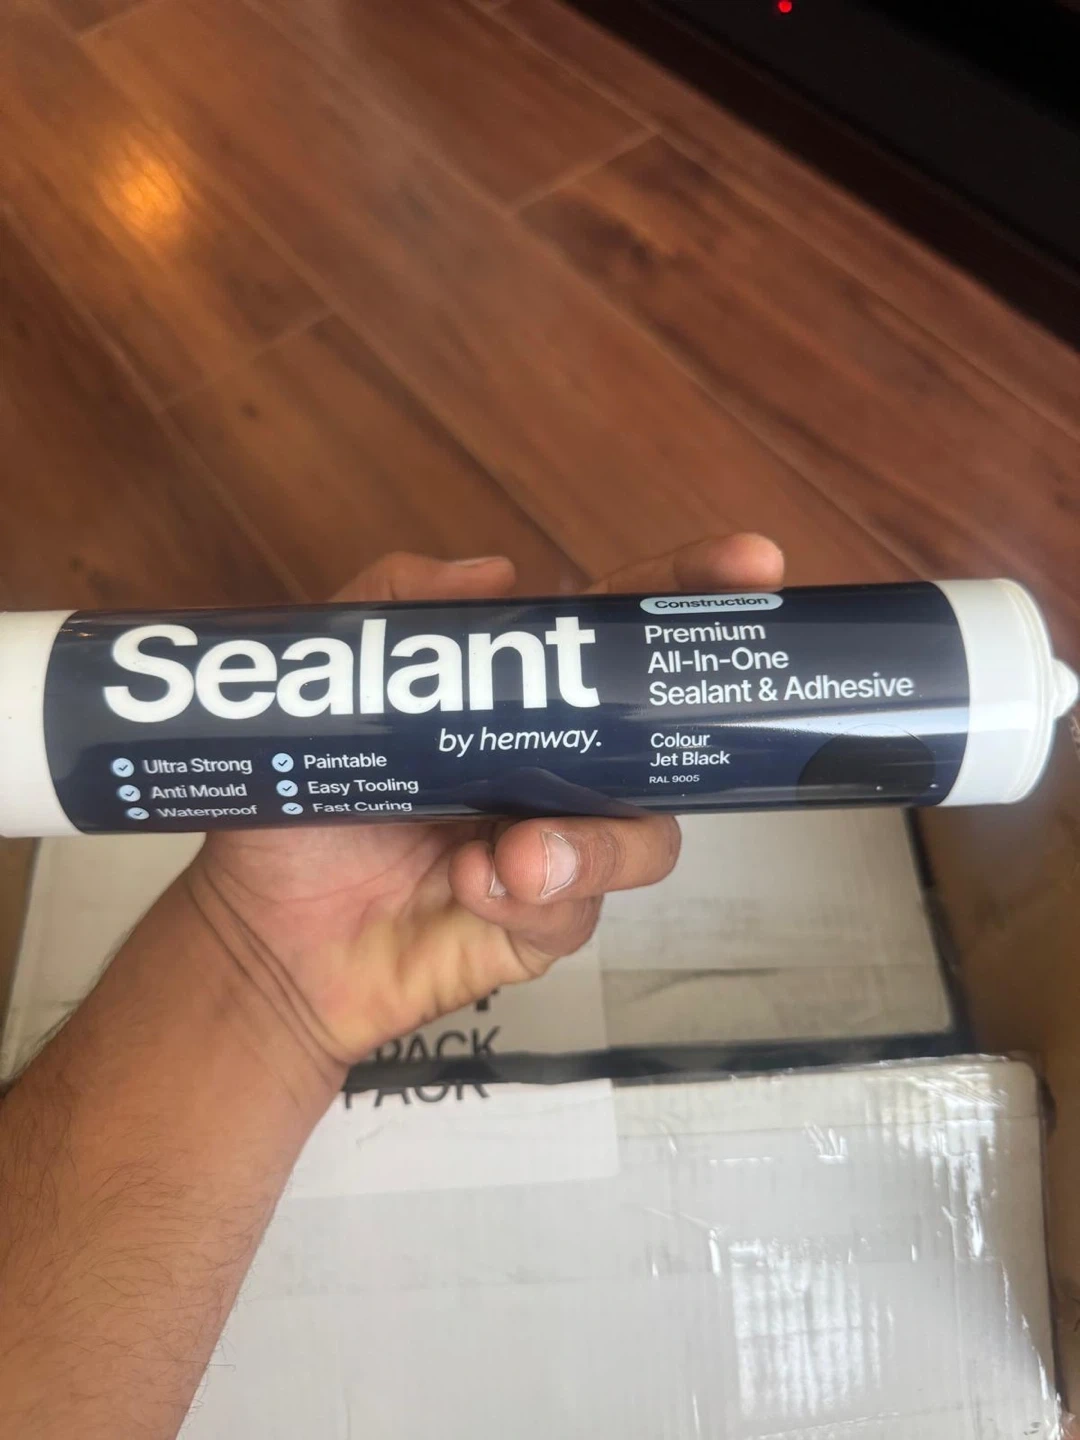 Sealant
by hemway.
Ultra Strong
Anti Mould
Waterproof
Paintable
Easy Tooling
Fast Curing
Construction
Premium
All-In-One
Sealant & Adhesive
Colour
Jet Black
RAL 9005
PACK
PACK